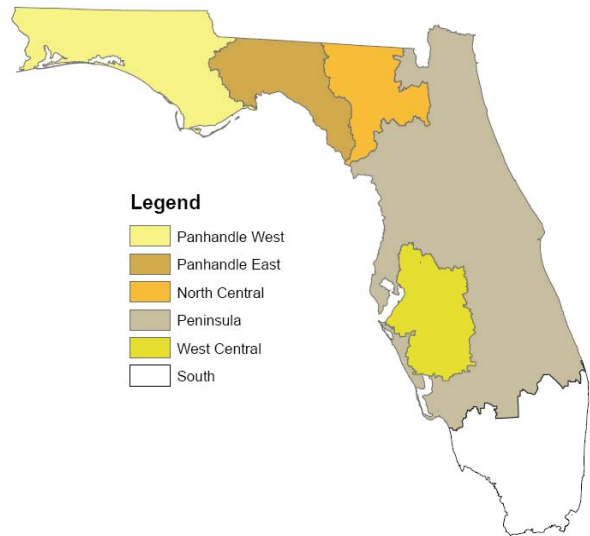 Legend
Panhandle West
Panhandle East
North Central
Peninsula
West Central
South